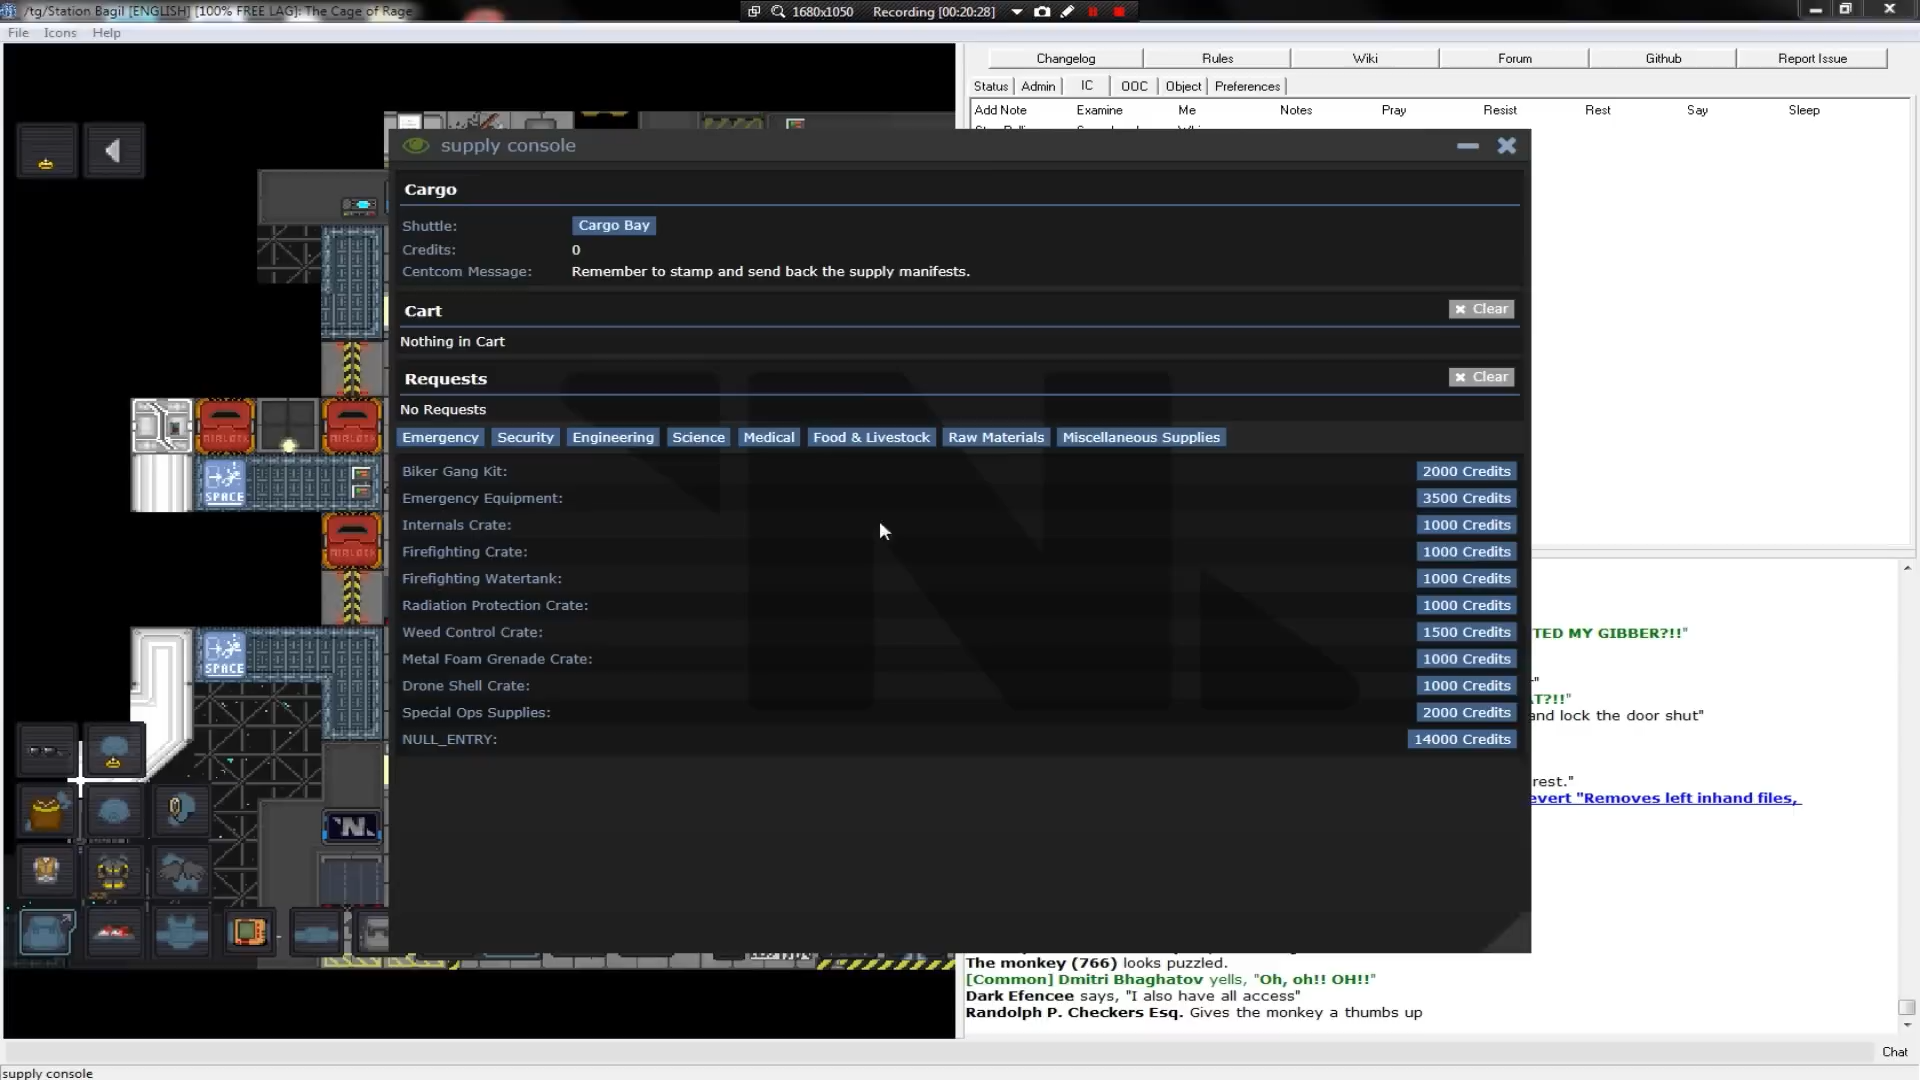 /tg/Station Bagil [ENGLISH] [100% FREE LAG]: The Cage of Rage
1680x1050 Recording [00:20:28]
File Icons Help
Changelog Rules Wiki Forum Github Report Issue
Status Admin IC OOC Object Preferences
Add Note Examine Me Notes Pray Resist Rest Say Sleep
supply console
Cargo
Shuttle: Cargo Bay
Credits: 0
Centcom Message: Remember to stamp and send back the supply manifests.
Cart Clear
Nothing in Cart
Requests Clear
No Requests
Emergency Security Engineering Science Medical Food & Livestock Raw Materials Miscellaneous Supplies
Biker Gang Kit: 2000 Credits
Emergency Equipment: 3500 Credits
Internals Crate: 1000 Credits
Firefighting Crate: 1000 Credits
Firefighting Watertank: 1000 Credits
Radiation Protection Crate: 1000 Credits
Weed Control Crate: 1500 Credits
Metal Foam Grenade Crate: 1000 Credits
Drone Shell Crate: 1000 Credits
Special Ops Supplies: 2000 Credits
NULL_ENTRY: 14000 Credits
AIRLOCK AIRLOCK
SPACE
AIRLOCK
SPACE
N
TED MY GIBBER?!!"
T?!!"
and lock the door shut"
rest."
evert "Removes left inhand files,
The monkey (766) looks puzzled.
[Common] Dmitri Bhaghatov yells, "Oh, oh!! OH!!"
Dark Efencee says, "I also have all access"
Randolph P. Checkers Esq. Gives the monkey a thumbs up
Chat
supply console